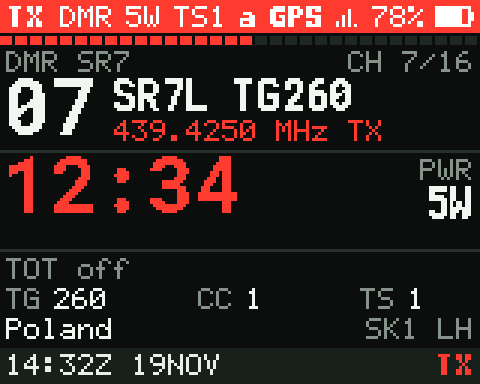 TX DMR 5W TS1 a GPS 78%
DMR SR7 CH 7/16
07 SR7L TG260
439.4250 MHz TX
12:34 PWR
5W
TOT off
TG 260 CC 1 TS 1
Poland SK1 LH
14:32Z 19NOV TX